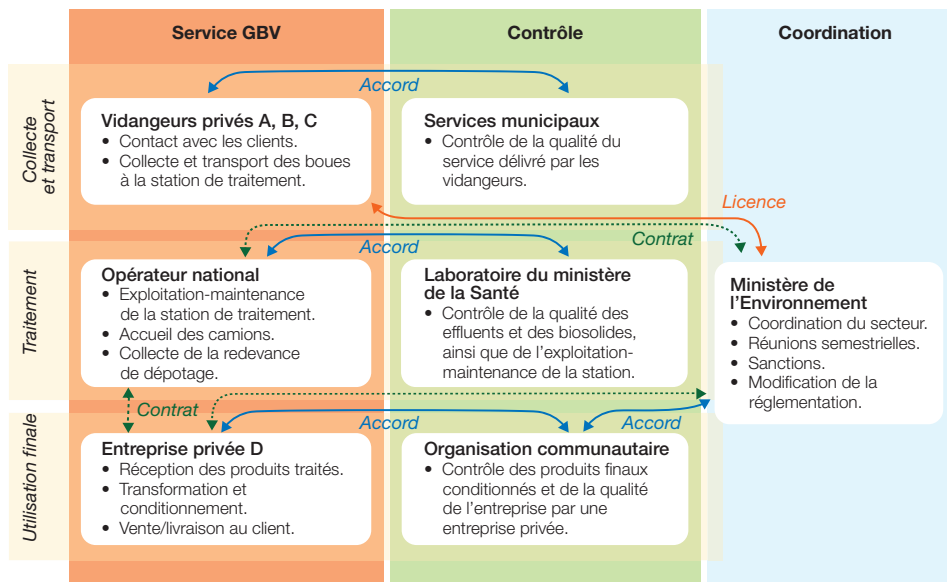 Service GBV
Contrôle
Coordination
Collecte
et transport
Accord
Vidangeurs privés A, B, C
• Contact avec les clients.
• Collecte et transport des boues
à la station de traitement.
Services municipaux
• Contrôle de la qualité du
service délivré par les
vidangeurs.
Licence
Contrat
Traitement
Accord
Opérateur national
• Exploitation-maintenance
de la station de traitement.
• Accueil des camions.
• Collecte de la redevance
de dépotage.
Laboratoire du ministère
de la Santé
• Contrôle de la qualité des
effluents et des biosolides,
ainsi que de l’exploitation-
maintenance de la station.
Ministère de
l’Environnement
• Coordination du secteur.
• Réunions semestrielles.
• Sanctions.
• Modification de la
réglementation.
Contrat
Accord
Accord
Utilisation finale
Entreprise privée D
• Réception des produits traités.
• Transformation et
conditionnement.
• Vente/livraison au client.
Organisation communautaire
• Contrôle des produits finaux
conditionnés et de la qualité
de l’entreprise par une
entreprise privée.